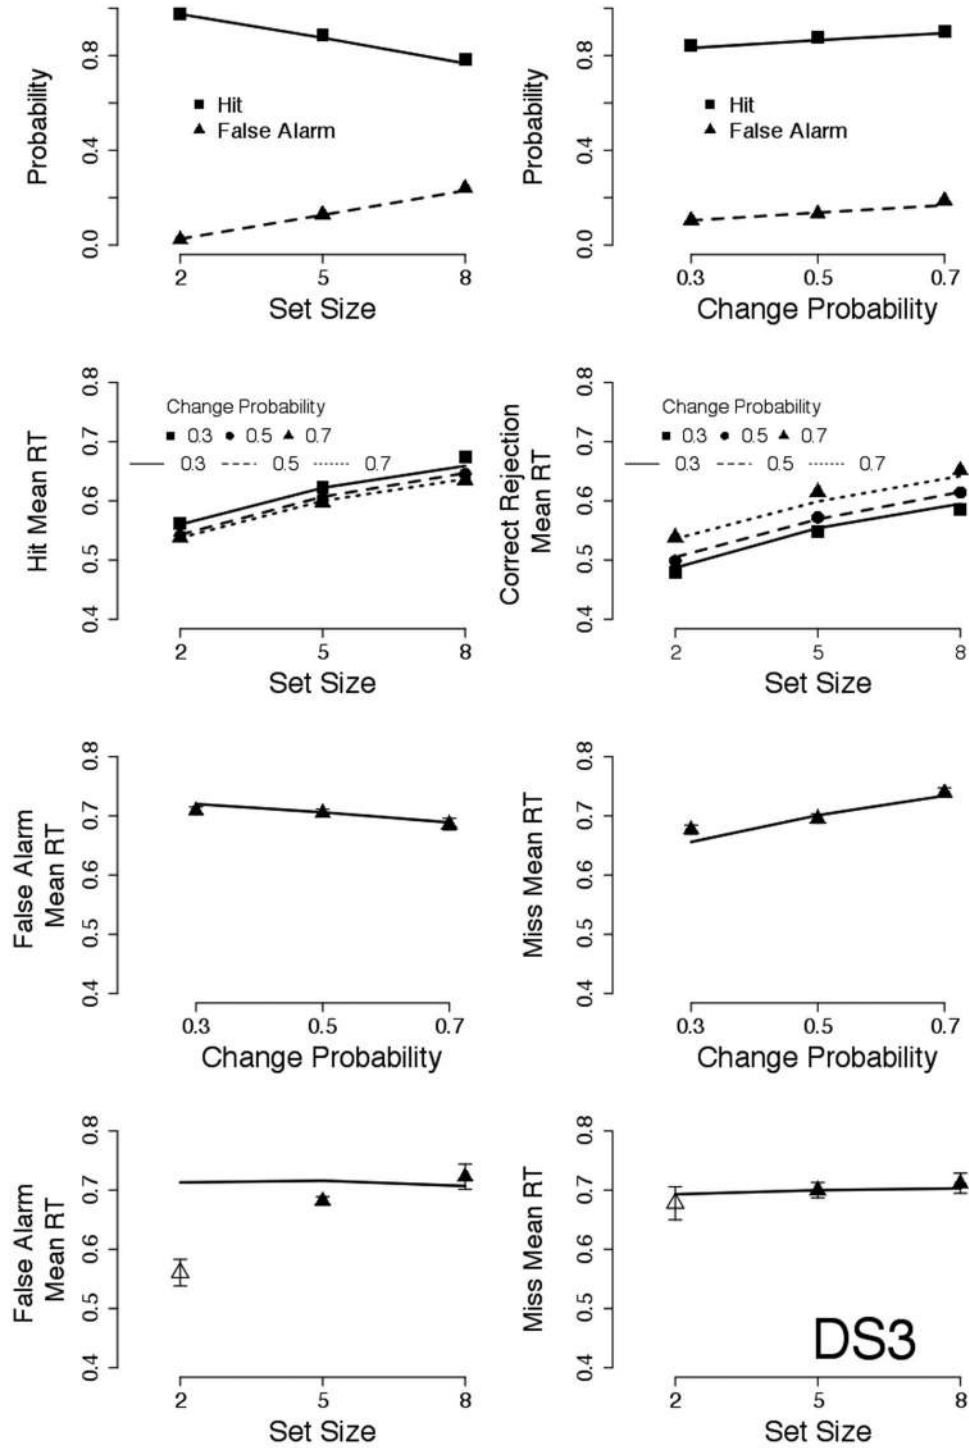 Probability
0.8
0.4
0.0
Hit
False Alarm
2 5 8
Set Size
Probability
0.8
0.4
0.0
Hit
False Alarm
0.3 0.5 0.7
Change Probability
Hit Mean RT
0.8
0.7
0.6
0.5
0.4
Change Probability
0.3 0.5 0.7
0.3 0.5 0.7
2 5 8
Set Size
Correct Rejection
Mean RT
0.8
0.7
0.6
0.5
0.4
Change Probability
0.3 0.5 0.7
0.3 0.5 0.7
2 5 8
Set Size
False Alarm
Mean RT
0.8
0.7
0.6
0.5
0.4
0.3 0.5 0.7
Change Probability
Miss Mean RT
0.8
0.7
0.6
0.5
0.4
0.3 0.5 0.7
Change Probability
False Alarm
Mean RT
0.8
0.7
0.6
0.5
0.4
2 5 8
Set Size
Miss Mean RT
0.8
0.7
0.6
0.5
0.4
DS3
2 5 8
Set Size